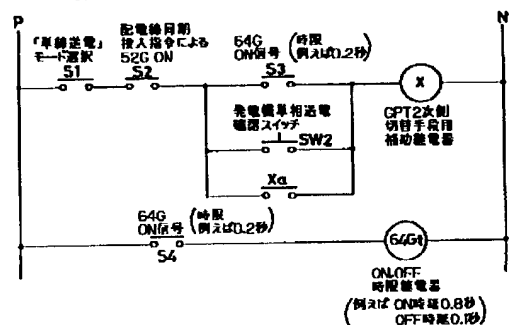 P
N
「単線送電」
モード選択
S1
配電線同期
投入指令による
52G ON
S2
64G
ON信号
(時限
例えば0.2秒)
S3
発電機単相送電
確認スイッチ
SW2
Xa
X
GPT2次側
切替手段用
補助継電器
64G
ON信号
(時限
例えば0.2秒)
S4
64Gt
ON,OFF
時限継電器
(例えば ON時延0.8秒
OFF時延0.1秒)